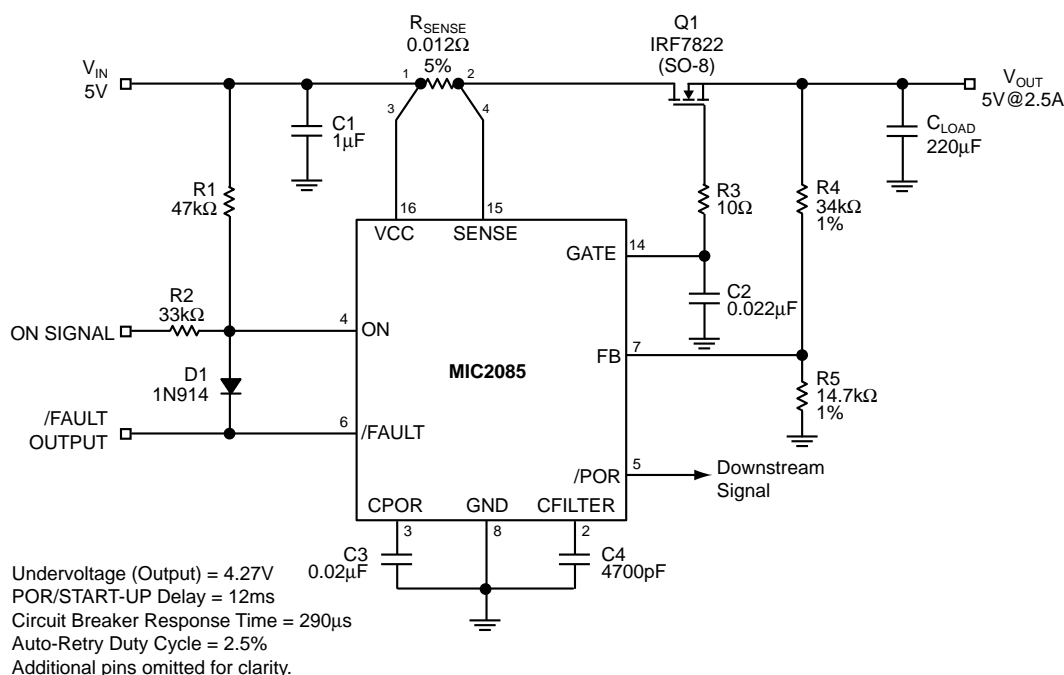 R_SENSE
0.012Ω
5%
Q1
IRF7822
(SO-8)
V_IN
5V
1
2
3
4
V_OUT
5V@2.5A
C1
1µF
C_LOAD
220µF
R1
47kΩ
R3
10Ω
R4
34kΩ
1%
16
15
VCC
SENSE
GATE
14
C2
0.022µF
R2
33kΩ
ON SIGNAL
4
ON
FB
7
MIC2085
D1
1N914
R5
14.7kΩ
1%
/FAULT
OUTPUT
6
/FAULT
/POR
5
Downstream
Signal
CPOR
GND
CFILTER
3
8
2
C3
0.02µF
C4
4700pF
Undervoltage (Output) = 4.27V
POR/START-UP Delay = 12ms
Circuit Breaker Response Time = 290µs
Auto-Retry Duty Cycle = 2.5%
Additional pins omitted for clarity.